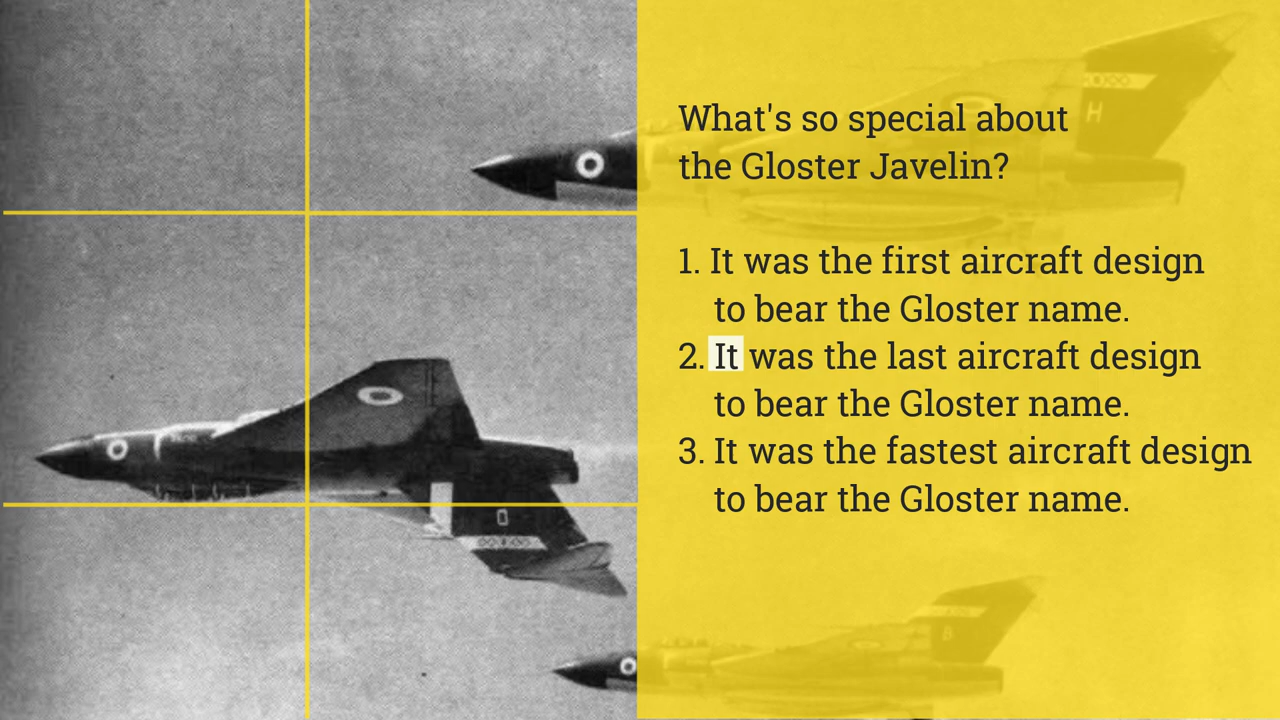 What's so special about
the Gloster Javelin?
1. It was the first aircraft design
to bear the Gloster name.
2. It was the last aircraft design
to bear the Gloster name.
3. It was the fastest aircraft design
to bear the Gloster name.
H
B